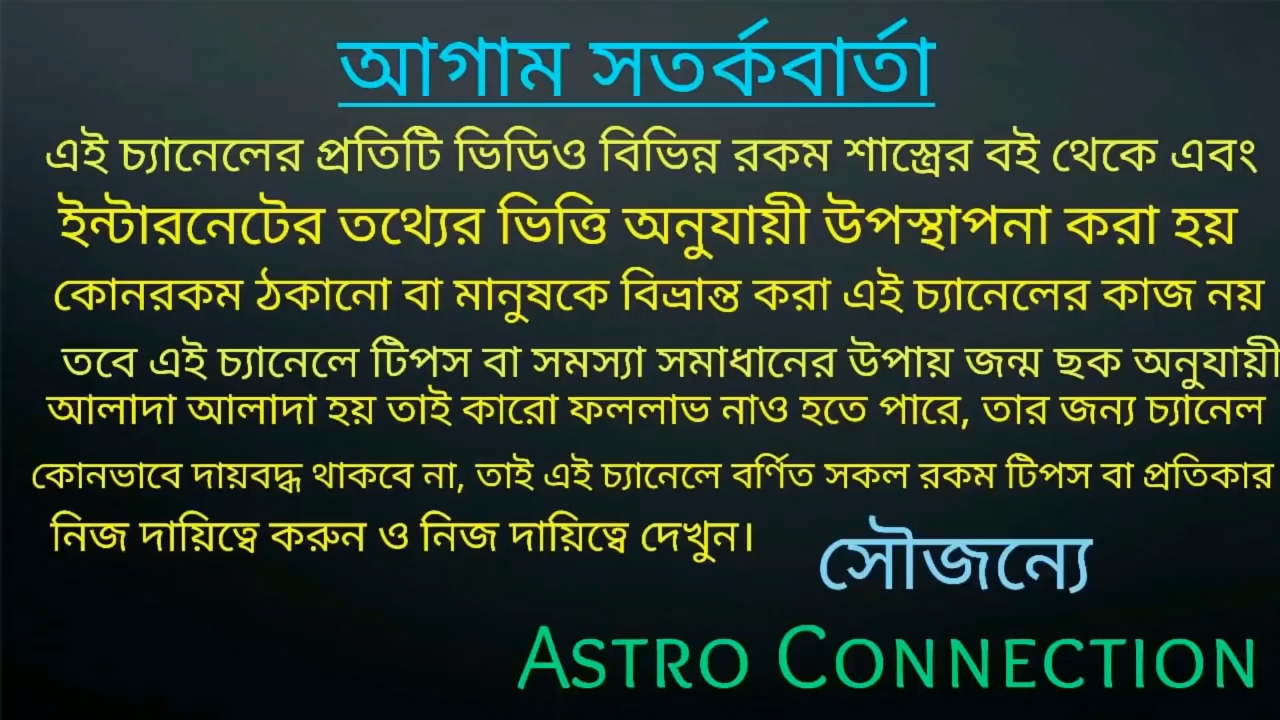 আগাম সতর্কবার্তা
এই চ্যানেলের প্রতিটি ভিডিও বিভিন্ন রকম শাস্ত্রের বই থেকে এবং
ইন্টারনেটের তথ্যের ভিত্তি অনুযায়ী উপস্থাপনা করা হয়
কোনরকম ঠকানো বা মানুষকে বিভ্রান্ত করা এই চ্যানেলের কাজ নয়
তবে এই চ্যানেলে টিপস বা সমস্যা সমাধানের উপায় জন্ম ছক অনুযায়ী
আলাদা আলাদা হয় তাই কারো ফললাভ নাও হতে পারে, তার জন্য চ্যানেল
কোনভাবে দায়বদ্ধ থাকবে না, তাই এই চ্যানেলে বর্ণিত সকল রকম টিপস বা প্রতিকার
নিজ দায়িত্বে করুন ও নিজ দায়িত্বে দেখুন।
সৌজন্যে
ASTRO CONNECTION